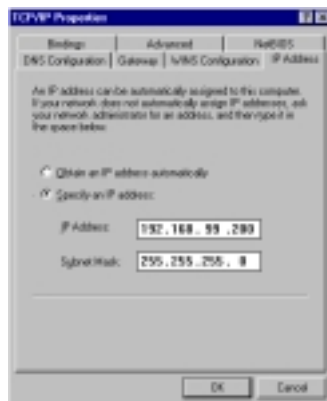 TCP/IP Properties
Bindings Advanced NetBIOS
DNS Configuration Gateway WINS Configuration IP Address
An IP address can be automatically assigned to this computer.
If your network does not automatically assign IP addresses, ask
your network administrator for an address, and then type it in
the space below.
Obtain an IP address automatically
Specify an IP address:
IP Address: 192.168.99.200
Subnet Mask: 255.255.255.0
OK Cancel